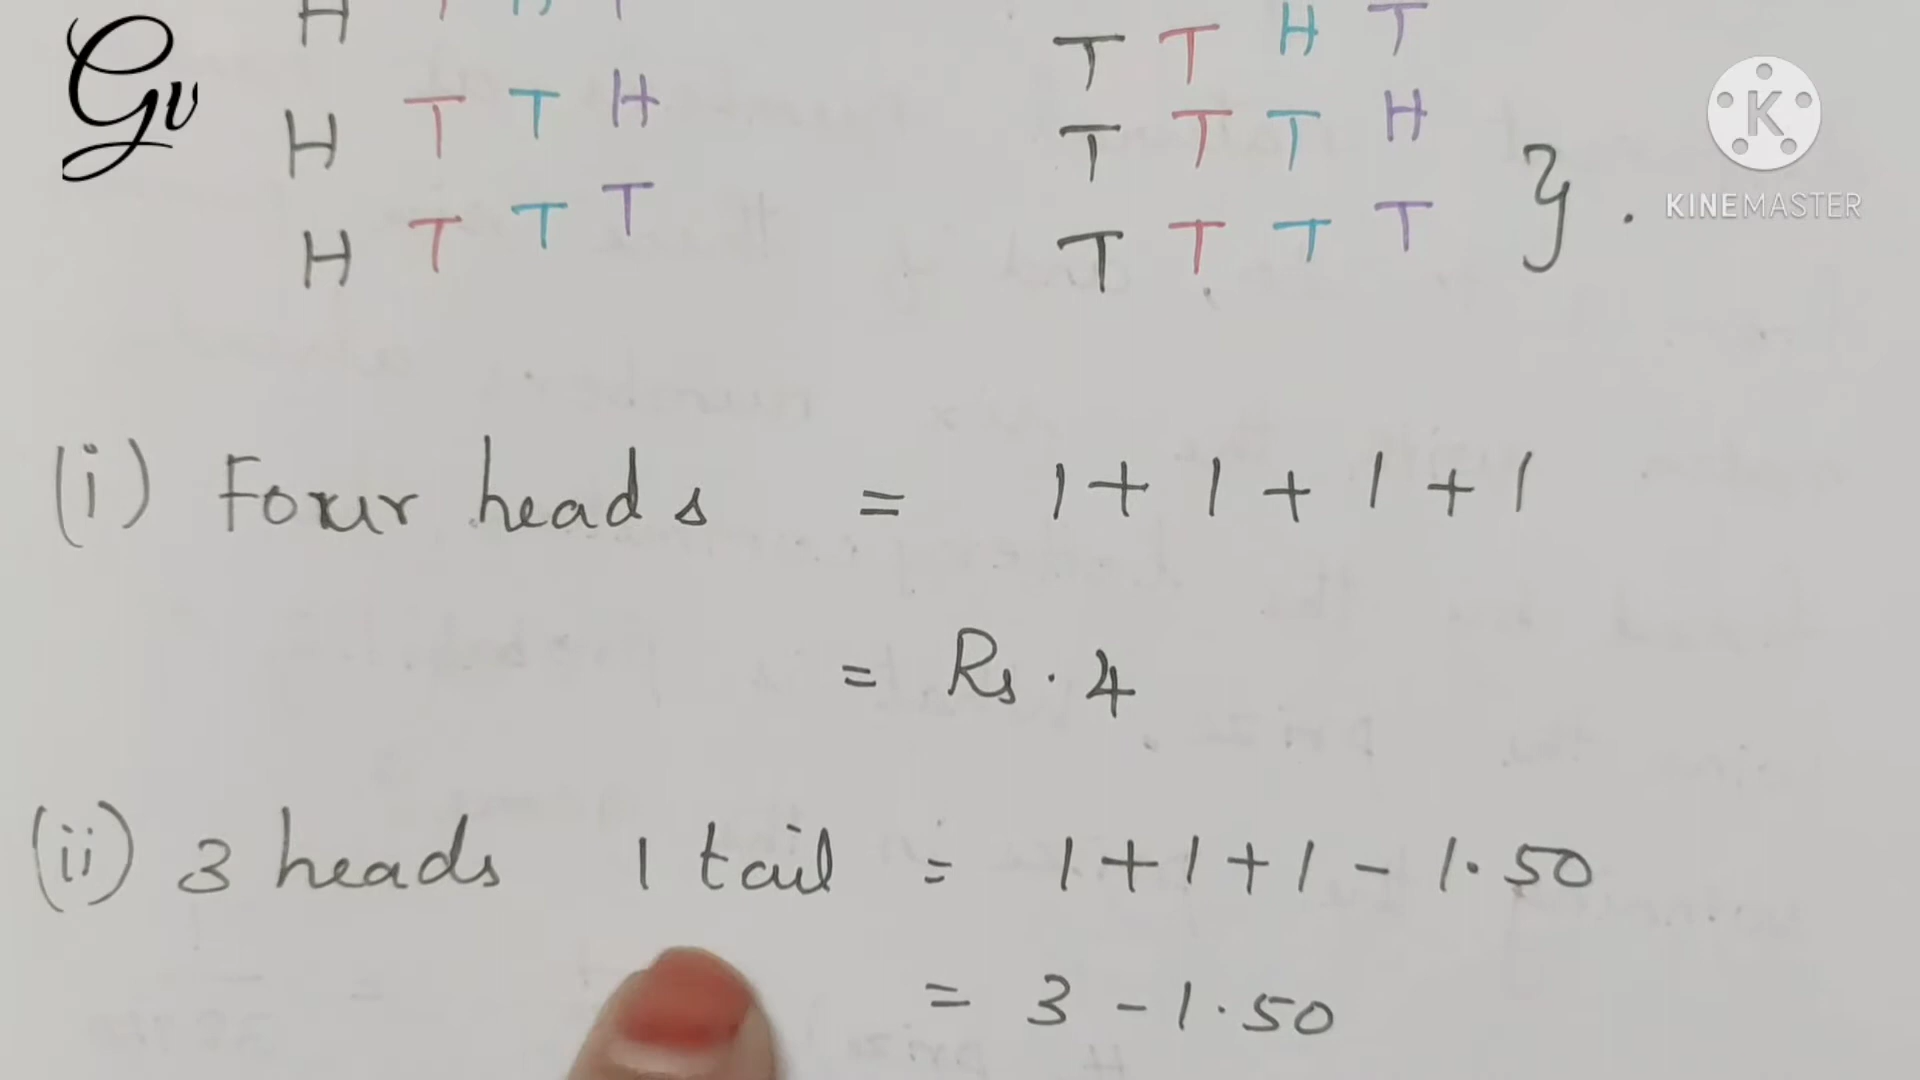 Gv
H
T T H T
H T T H
T T T H
KINEMASTER
H T T T
T T T T }.
(i) Four heads = 1 + 1 + 1 + 1
= Rs. 4
(ii) 3 heads 1 tail = 1 + 1 + 1 - 1.50
= 3 - 1.50